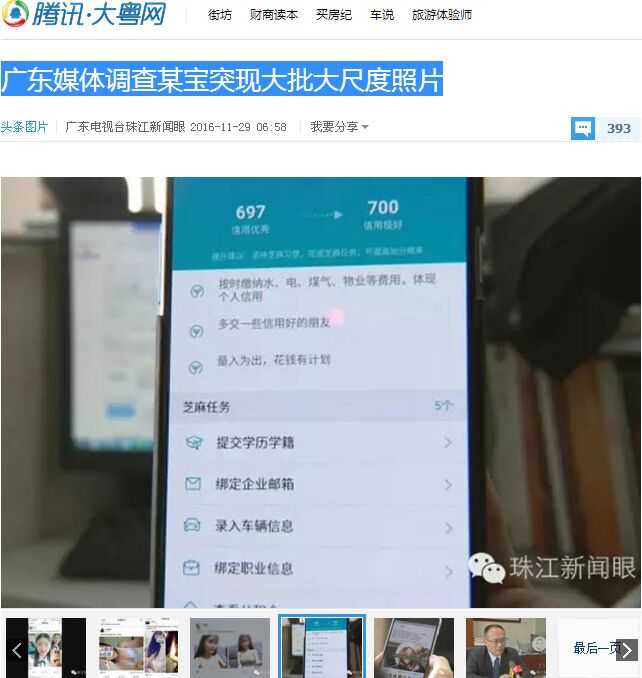 腾讯·大粤网
街坊 财商读本 买房纪 车说 旅游体验师
广东媒体调查某宝突现大批大尺度照片
头条图片 广东电视台珠江新闻眼 2016-11-29 06:58 我要分享
393
697 700
信用优秀 信用极好
按时缴纳水、电、煤气、物业等费用，体现
个人信用
多交一些信用好的朋友
量入为出，花钱有计划
芝麻任务 5个
提交学历学籍
绑定企业邮箱
录入车辆信息
绑定职业信息
珠江新闻眼
最后一页